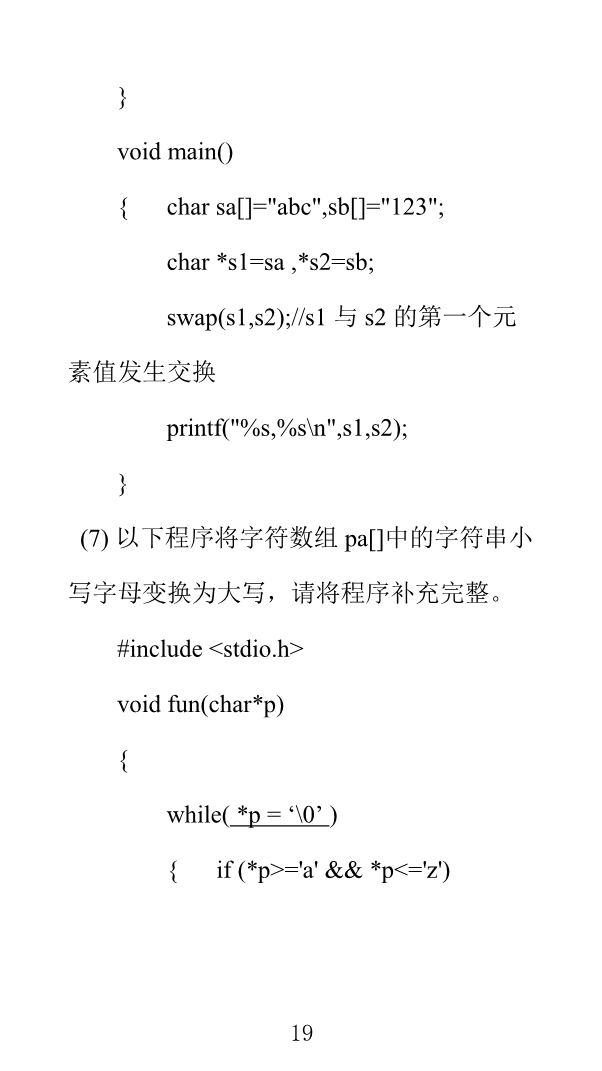 }
void main()
{ char sa[]="abc",sb[]="123";
char *s1=sa ,*s2=sb;
swap(s1,s2);//s1 与 s2 的第一个元
素值发生交换
printf("%s,%s\n",s1,s2);
}
(7) 以下程序将字符数组 pa[]中的字符串小
写字母变换为大写，请将程序补充完整。
#include <stdio.h>
void fun(char*p)
{
while( *p = ‘\0’ )
{ if (*p>='a' && *p<='z')
19